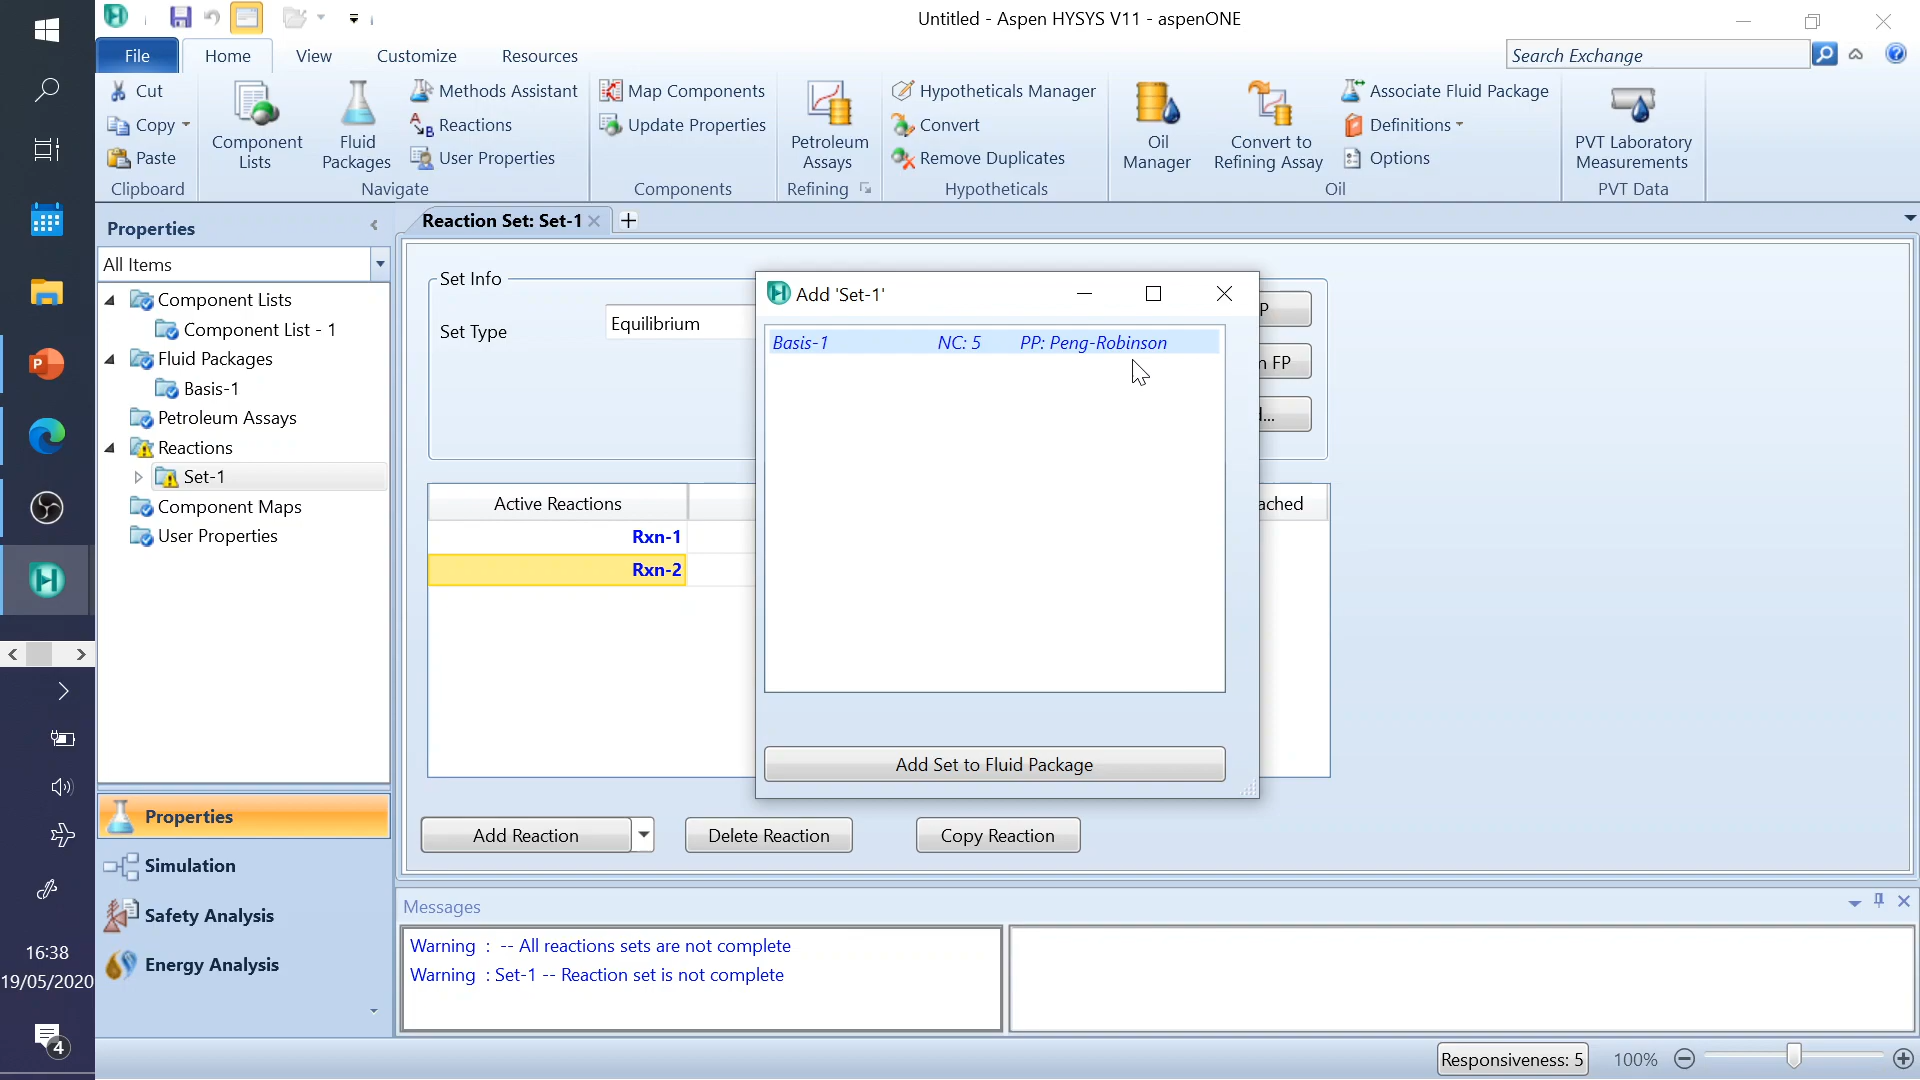 Untitled - Aspen HYSYS V11 - aspenONE
File Home View Customize Resources
Search Exchange
Cut
Copy
Paste
Clipboard
Component Lists
Fluid Packages
Methods Assistant
Reactions
User Properties
Navigate
Map Components
Update Properties
Components
Petroleum Assays
Refining
Hypotheticals Manager
Convert
Remove Duplicates
Hypotheticals
Oil Manager
Convert to Refining Assay
Associate Fluid Package
Definitions
Options
Oil
PVT Laboratory Measurements
PVT Data
Properties
All Items
Component Lists
Component List - 1
Fluid Packages
Basis-1
Petroleum Assays
Reactions
Set-1
Component Maps
User Properties
Properties
Simulation
Safety Analysis
Energy Analysis
Reaction Set: Set-1
Set Info
Set Type
Equilibrium
P
n FP
d...
Active Reactions
ached
Rxn-1
Rxn-2
Add 'Set-1'
Basis-1 NC: 5 PP: Peng-Robinson
Add Set to Fluid Package
Add Reaction
Delete Reaction
Copy Reaction
Messages
Warning : -- All reactions sets are not complete
Warning : Set-1 -- Reaction set is not complete
Responsiveness: 5
100%
16:38
19/05/2020
4